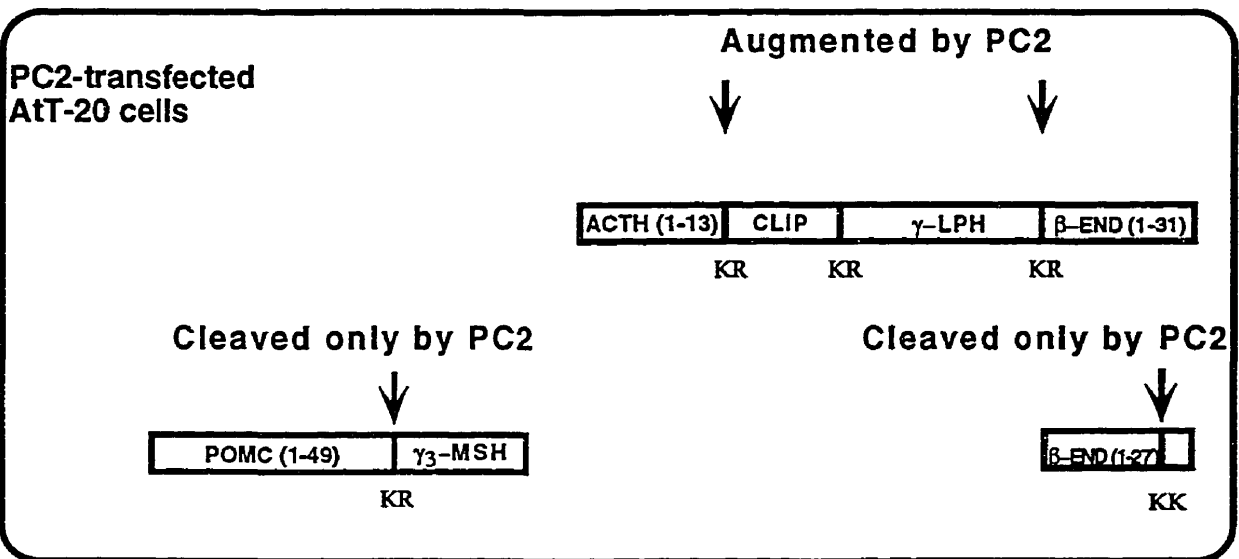 Augmented by PC2
PC2-transfected
AtT-20 cells
ACTH (1-13) CLIP γ-LPH β-END (1-31)
KR KR KR
Cleaved only by PC2 Cleaved only by PC2
POMC (1-49) γ3-MSH β-END (1-27)
KR KK